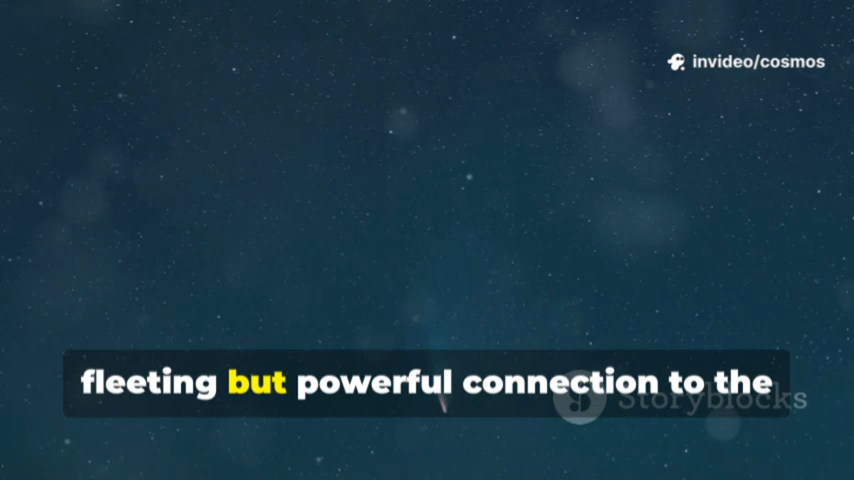 invideo/cosmos
fleeting but powerful connection to the
Storyblocks